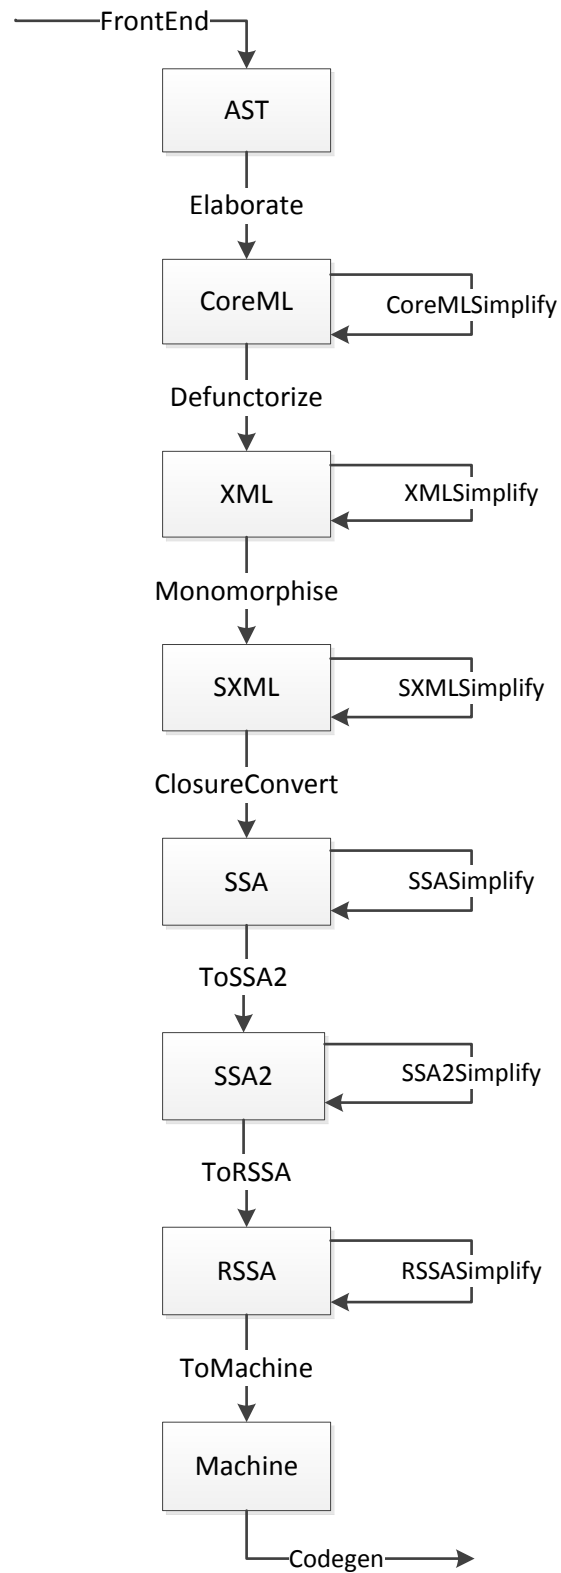 FrontEnd
AST
Elaborate
CoreML
CoreMLSimplify
Defunctorize
XML
XMLSimplify
Monomorphise
SXML
SXMLSimplify
ClosureConvert
SSA
SSASimplify
ToSSA2
SSA2
SSA2Simplify
ToRSSA
RSSA
RSSASimplify
ToMachine
Machine
Codegen